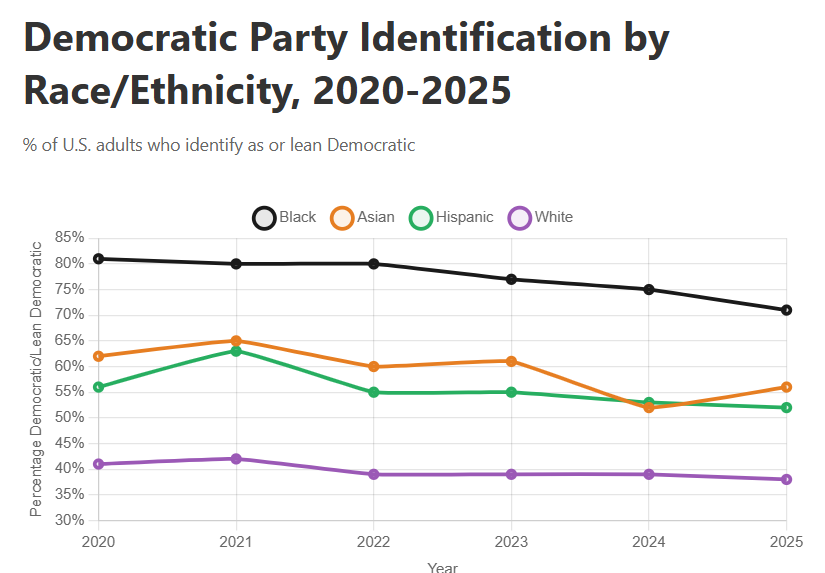 Democratic Party Identification by
Race/Ethnicity, 2020-2025
% of U.S. adults who identify as or lean Democratic
Black Asian Hispanic White
Percentage Democratic/Lean Democratic
85%
80%
75%
70%
65%
60%
55%
50%
45%
40%
35%
30%
2020 2021 2022 2023 2024 2025
Year